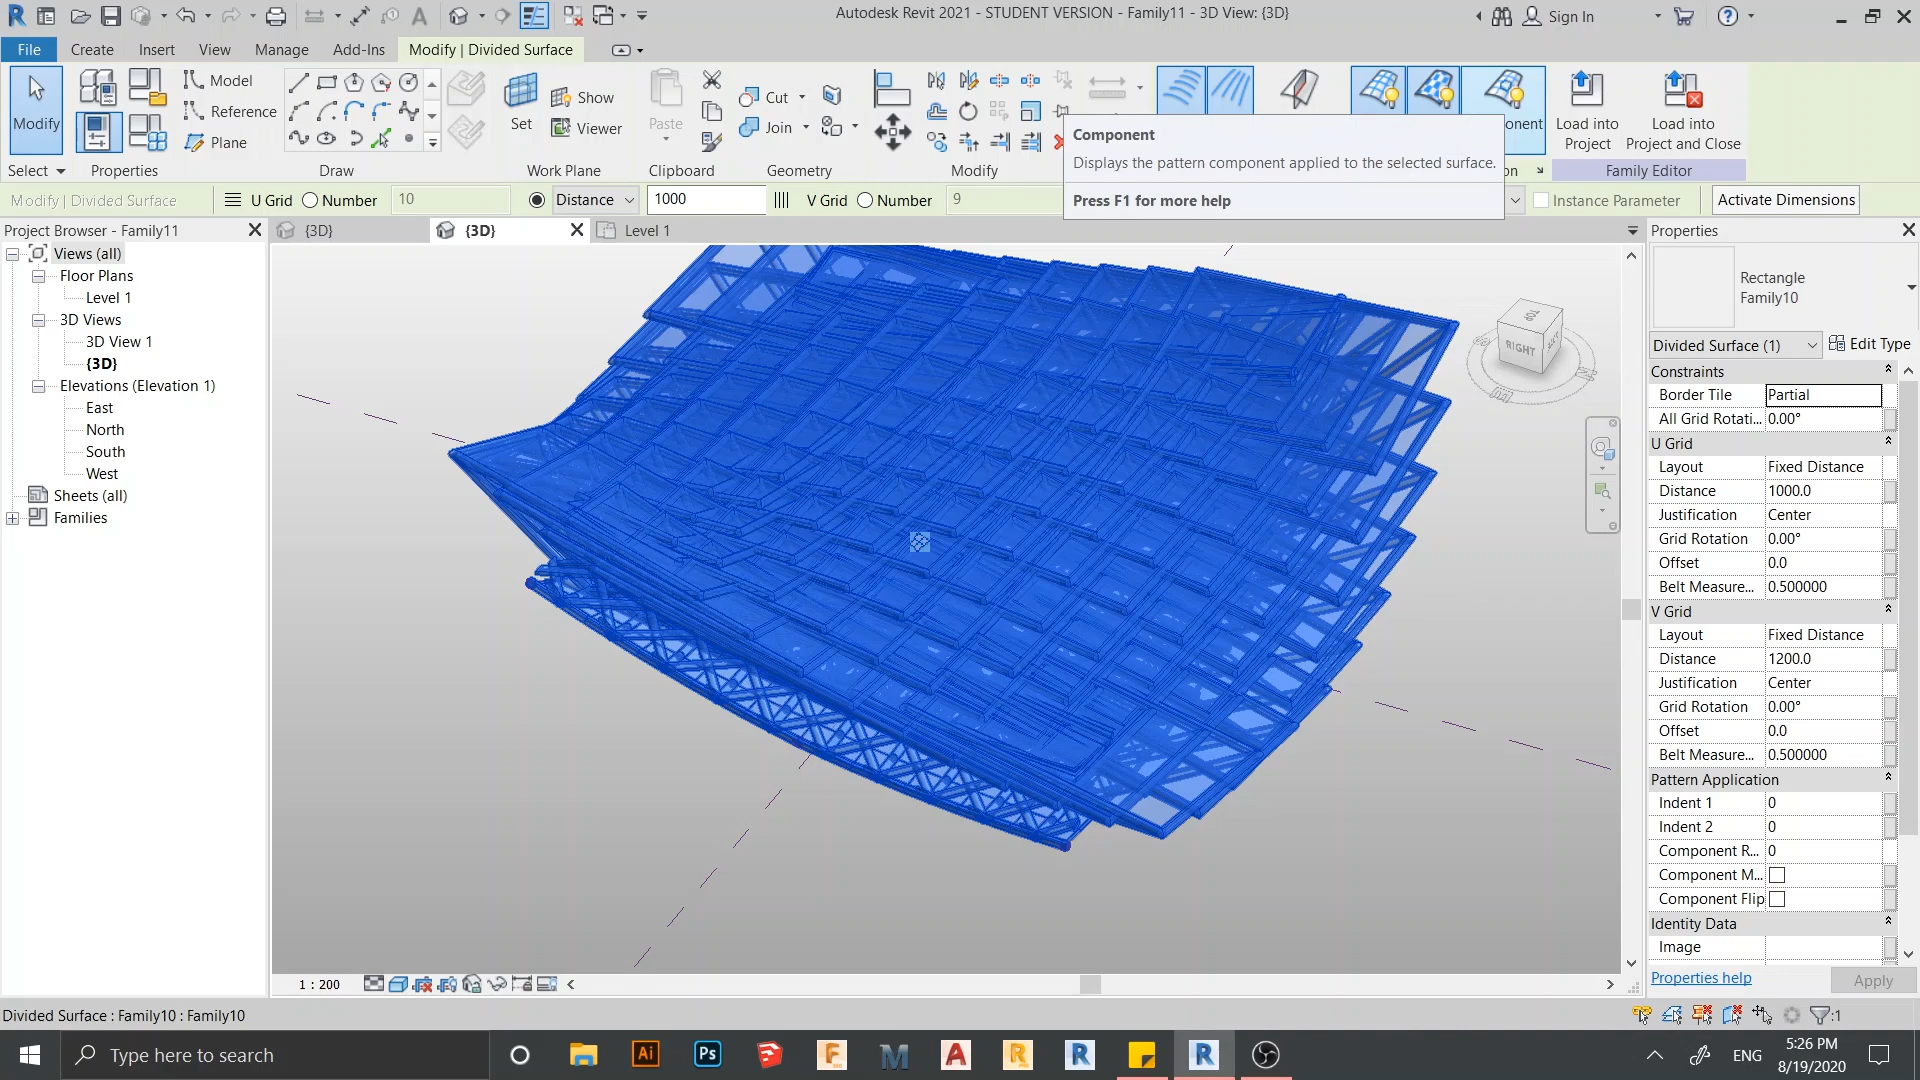 Autodesk Revit 2021 - STUDENT VERSION - Family11 - 3D View: {3D}
Sign In
File
Create
Insert
View
Manage
Add-Ins
Modify | Divided Surface
Modify
Model
Reference
Plane
Set
Show
Viewer
Paste
Cut
Join
Load into
Project
Load into
Project and Close
Select
Properties
Draw
Work Plane
Clipboard
Geometry
Modify
Family Editor
Component
Displays the pattern component applied to the selected surface.
Press F1 for more help
Modify | Divided Surface
U Grid
Number
10
Distance
1000
V Grid
Number
9
Instance Parameter
Activate Dimensions
Project Browser - Family11
{3D}
{3D}
Level 1
Views (all)
Floor Plans
Level 1
3D Views
3D View 1
{3D}
Elevations (Elevation 1)
East
North
South
West
Sheets (all)
Families
TOP
RIGHT
Properties
Rectangle
Family10
Divided Surface (1)
Edit Type
Constraints
Border Tile Partial
All Grid Rotati... 0.00°
U Grid
Layout Fixed Distance
Distance 1000.0
Justification Center
Grid Rotation 0.00°
Offset 0.0
Belt Measure... 0.500000
V Grid
Layout Fixed Distance
Distance 1200.0
Justification Center
Grid Rotation 0.00°
Offset 0.0
Belt Measure... 0.500000
Pattern Application
Indent 1 0
Indent 2 0
Component R... 0
Component M...
Component Flip
Identity Data
Image
Properties help
Apply
1 : 200
Divided Surface : Family10 : Family10
:1
Type here to search
ENG
5:26 PM
8/19/2020